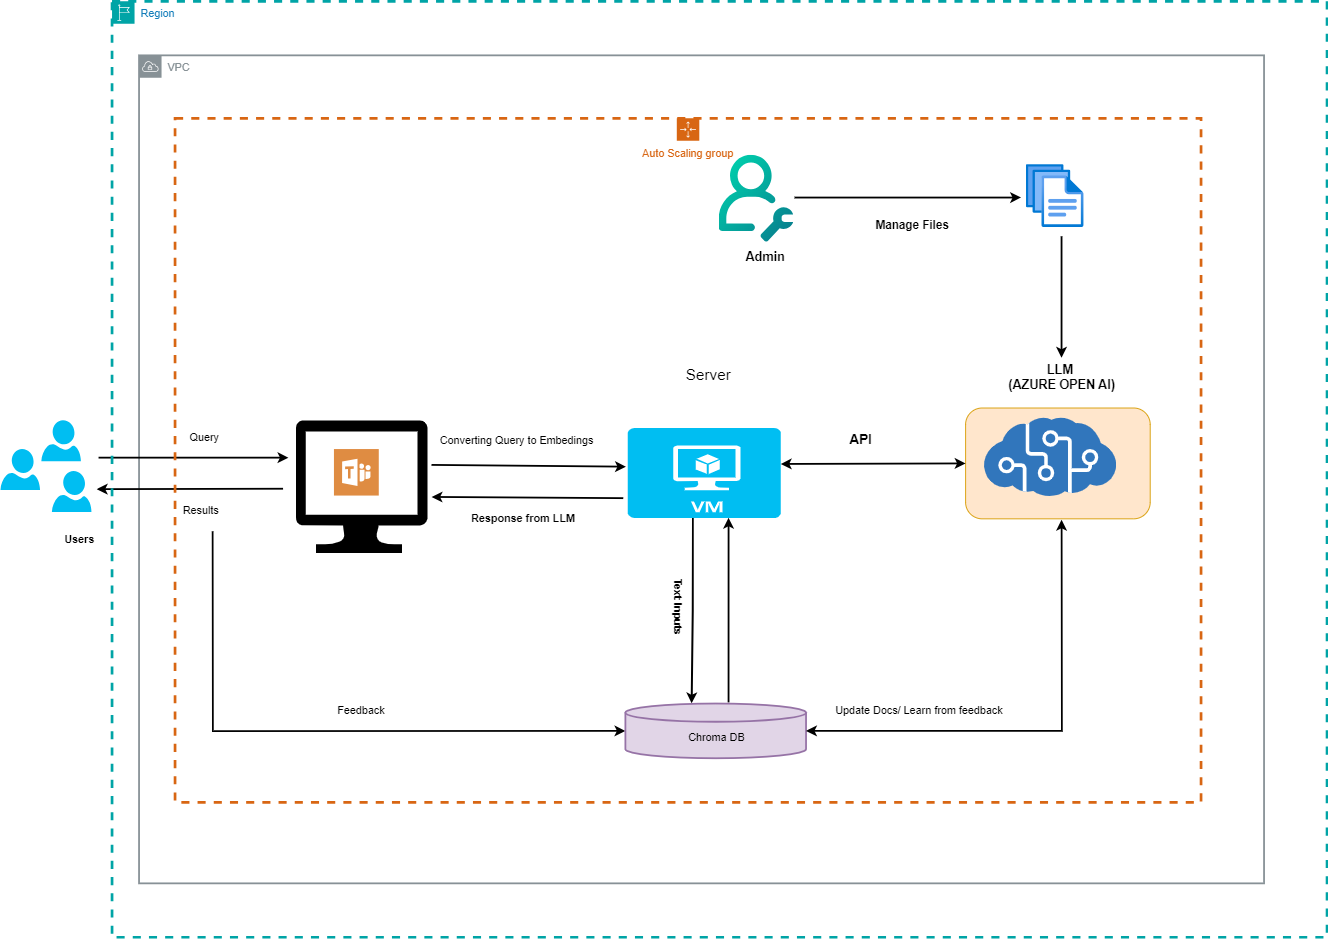 Region
VPC
Auto Scaling group
Admin
Manage Files
LLM
(AZURE OPEN AI)
Server
Query
Converting Query to Embedings
API
T
VM
Results
Response from LLM
Users
Text Inputs
Feedback
Update Docs/ Learn from feedback
Chroma DB